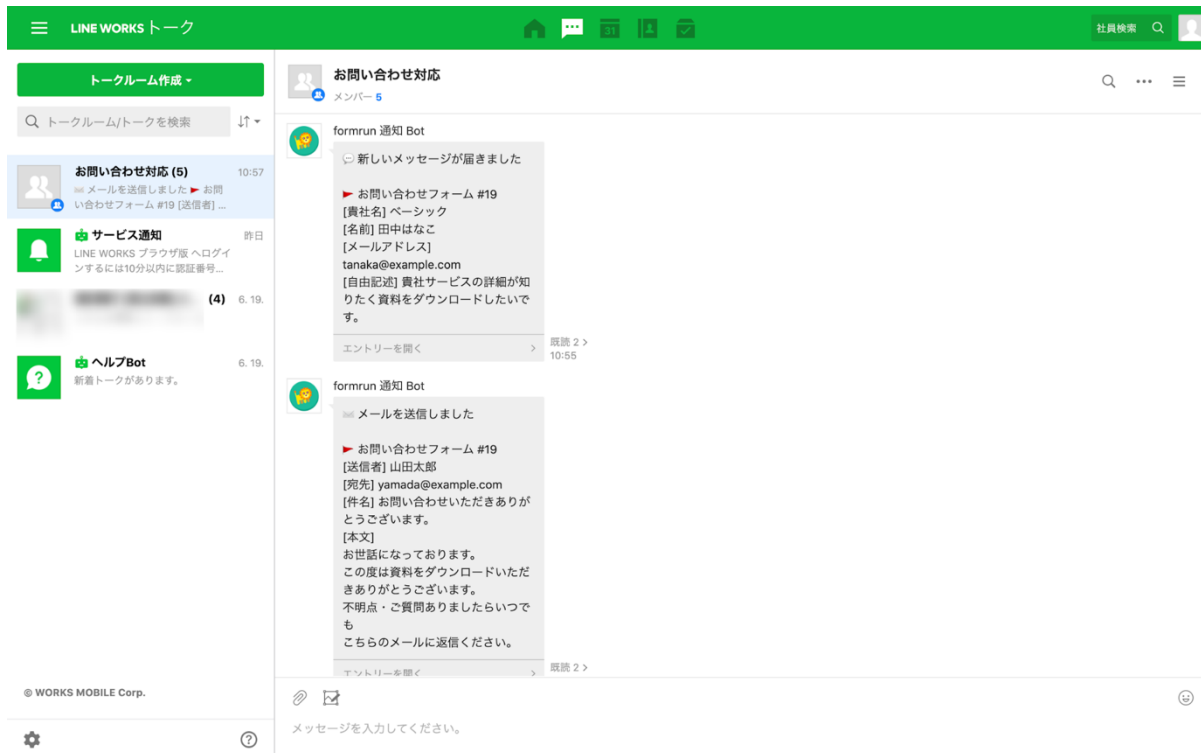 LINE WORKS トーク
31
社員検索
トークルーム作成
トークルーム/トークを検索
お問い合わせ対応 (5)
10:57
メールを送信しました ▶ お問
い合わせフォーム #19 [送信者] ...
サービス通知
昨日
LINE WORKS ブラウザ版 へログイ
ンするには10分以内に認証番号...
(4)
6. 19.
ヘルプBot
6. 19.
新着トークがあります。
© WORKS MOBILE Corp.
お問い合わせ対応
メンバー 5
formrun 通知 Bot
新しいメッセージが届きました
お問い合わせフォーム #19
[貴社名] ベーシック
[名前] 田中はなこ
[メールアドレス]
tanaka@example.com
[自由記述] 貴社サービスの詳細が知
りたく資料をダウンロードしたいで
す。
エントリーを開く
既読 2
10:55
formrun 通知 Bot
メールを送信しました
お問い合わせフォーム #19
[送信者] 山田太郎
[宛先] yamada@example.com
[件名] お問い合わせいただきありが
とうございます。
[本文]
お世話になっております。
この度は資料をダウンロードいただ
きありがとうございます。
不明点・ご質問ありましたらいつで
も
こちらのメールに返信ください。
エントリーを開く
既読 2
メッセージを入力してください。